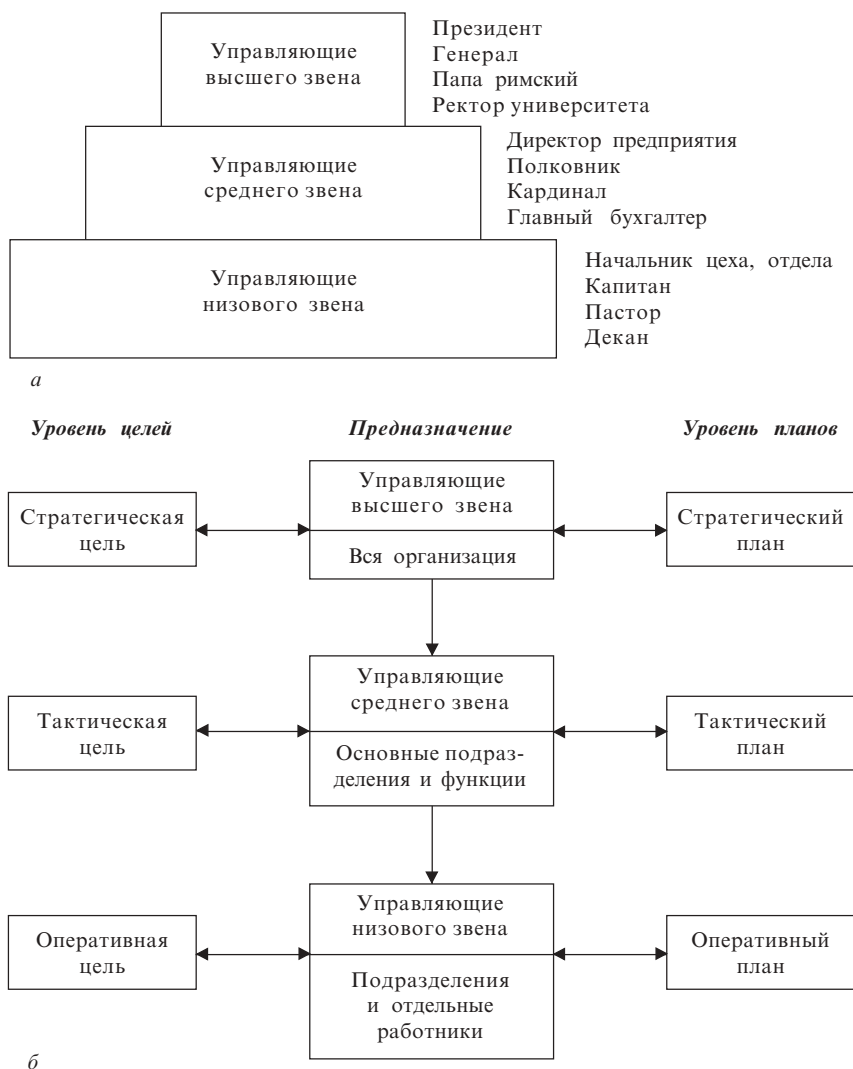 Управляющие
высшего звена
Президент
Генерал
Папа римский
Ректор университета
Управляющие
среднего звена
Директор предприятия
Полковник
Кардинал
Главный бухгалтер
Управляющие
низового звена
Начальник цеха, отдела
Капитан
Пастор
Декан
а
Уровень целей
Предназначение
Уровень планов
Стратегическая
цель
Управляющие
высшего звена
Вся организация
Стратегический
план
Тактическая
цель
Управляющие
среднего звена
Основные подраз-
деления и функции
Тактический
план
Оперативная
цель
Управляющие
низового звена
Подразделения
и отдельные
работники
Оперативный
план
б